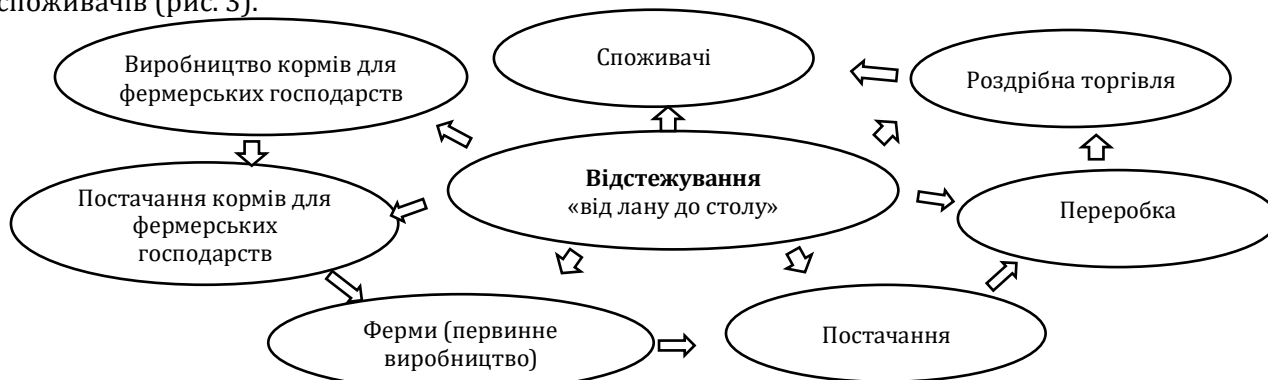 споживачів (рис. 3).
Споживачі
Виробництво кормів для
фермерських господарств
Роздрібна торгівля
Відстежування
«від лану до столу»
Постачання кормів для
фермерських
господарств
Переробка
Ферми (первинне
виробництво)
Постачання